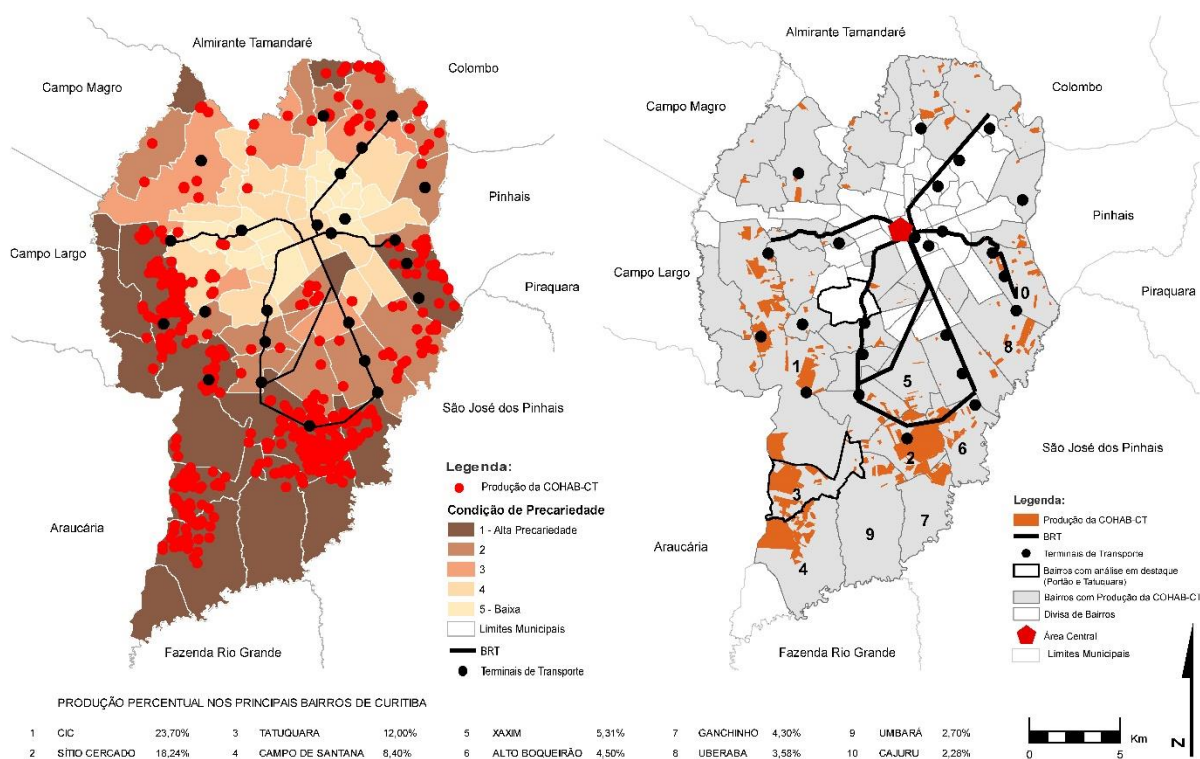 Almirante Tamandaré
Colombo
Campo Magro
Pinhais
Campo Largo
Piraquara
São José dos Pinhais
Araucária
Fazenda Rio Grande
Legenda:
Produção da COHAB-CT
Condição de Precariedade
1 - Alta Precariedade
2
3
4
5 - Baixa
Limites Municipais
BRT
Terminais de Transporte
Almirante Tamandaré
Colombo
Campo Magro
Pinhais
Campo Largo
Piraquara
10
8
1
5
São José dos Pinhais
2
6
3
7
9
Araucária
4
Fazenda Rio Grande
Legenda:
Produção da COHAB-CT
BRT
Terminais de Transporte
Bairros com análise em destaque
(Portão e Tatuquara)
Bairros com Produção da COHAB-CT
Divisa de Bairros
Área Central
Limites Municipais
PRODUÇÃO PERCENTUAL NOS PRINCIPAIS BAIRROS DE CURITIBA
1 CIC 23,70% 3 TATUQUARA 12,00% 5 XAXIM 5,31% 7 GANCHINHO 4,30% 9 UMBARÁ 2,70%
2 SÍTIO CERCADO 18,24% 4 CAMPO DE SANTANA 8,40% 6 ALTO BOQUEIRÃO 4,50% 8 UBERABA 3,58% 10 CAJURU 2,28%
Km
0 5
N